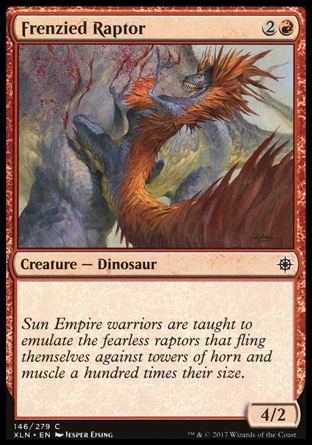 Frenzied Raptor 2
Creature — Dinosaur
Sun Empire warriors are taught to
emulate the fearless raptors that fling
themselves against towers of horn and
muscle a hundred times their size.
4/2
146/279 C
XLN • EN Jesper Ejsing
™ & © 2017 Wizards of the Coast